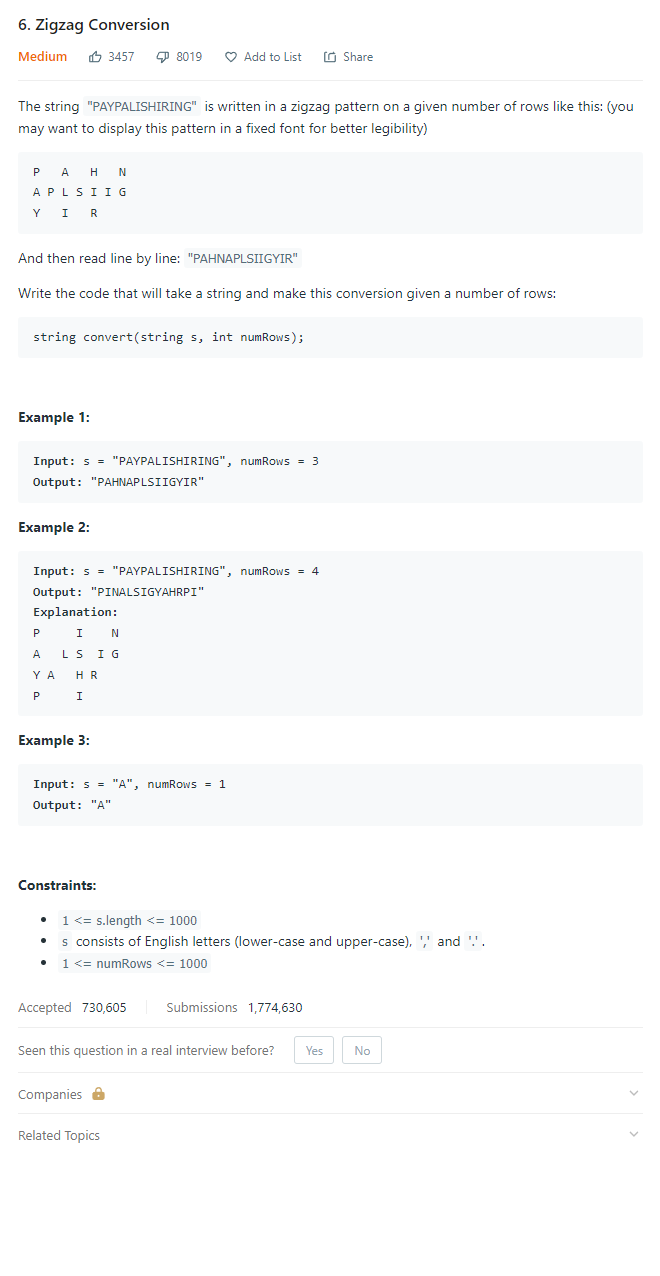 6. Zigzag Conversion
Medium 3457 8019 Add to List Share
The string "PAYPALISHIRING" is written in a zigzag pattern on a given number of rows like this: (you
may want to display this pattern in a fixed font for better legibility)
P   A   H   N
A P L S I I G
Y   I   R
And then read line by line: "PAHNAPLSIIGYIR"
Write the code that will take a string and make this conversion given a number of rows:
string convert(string s, int numRows);
Example 1:
Input: s = "PAYPALISHIRING", numRows = 3
Output: "PAHNAPLSIIGYIR"
Example 2:
Input: s = "PAYPALISHIRING", numRows = 4
Output: "PINALSIGYAHRPI"
Explanation:
P     I    N
A   L S  I G
Y A   H R
P     I
Example 3:
Input: s = "A", numRows = 1
Output: "A"
Constraints:
• 1 <= s.length <= 1000
• s consists of English letters (lower-case and upper-case), ',' and '.'.
• 1 <= numRows <= 1000
Accepted 730,605 Submissions 1,774,630
Seen this question in a real interview before? Yes No
Companies
Related Topics